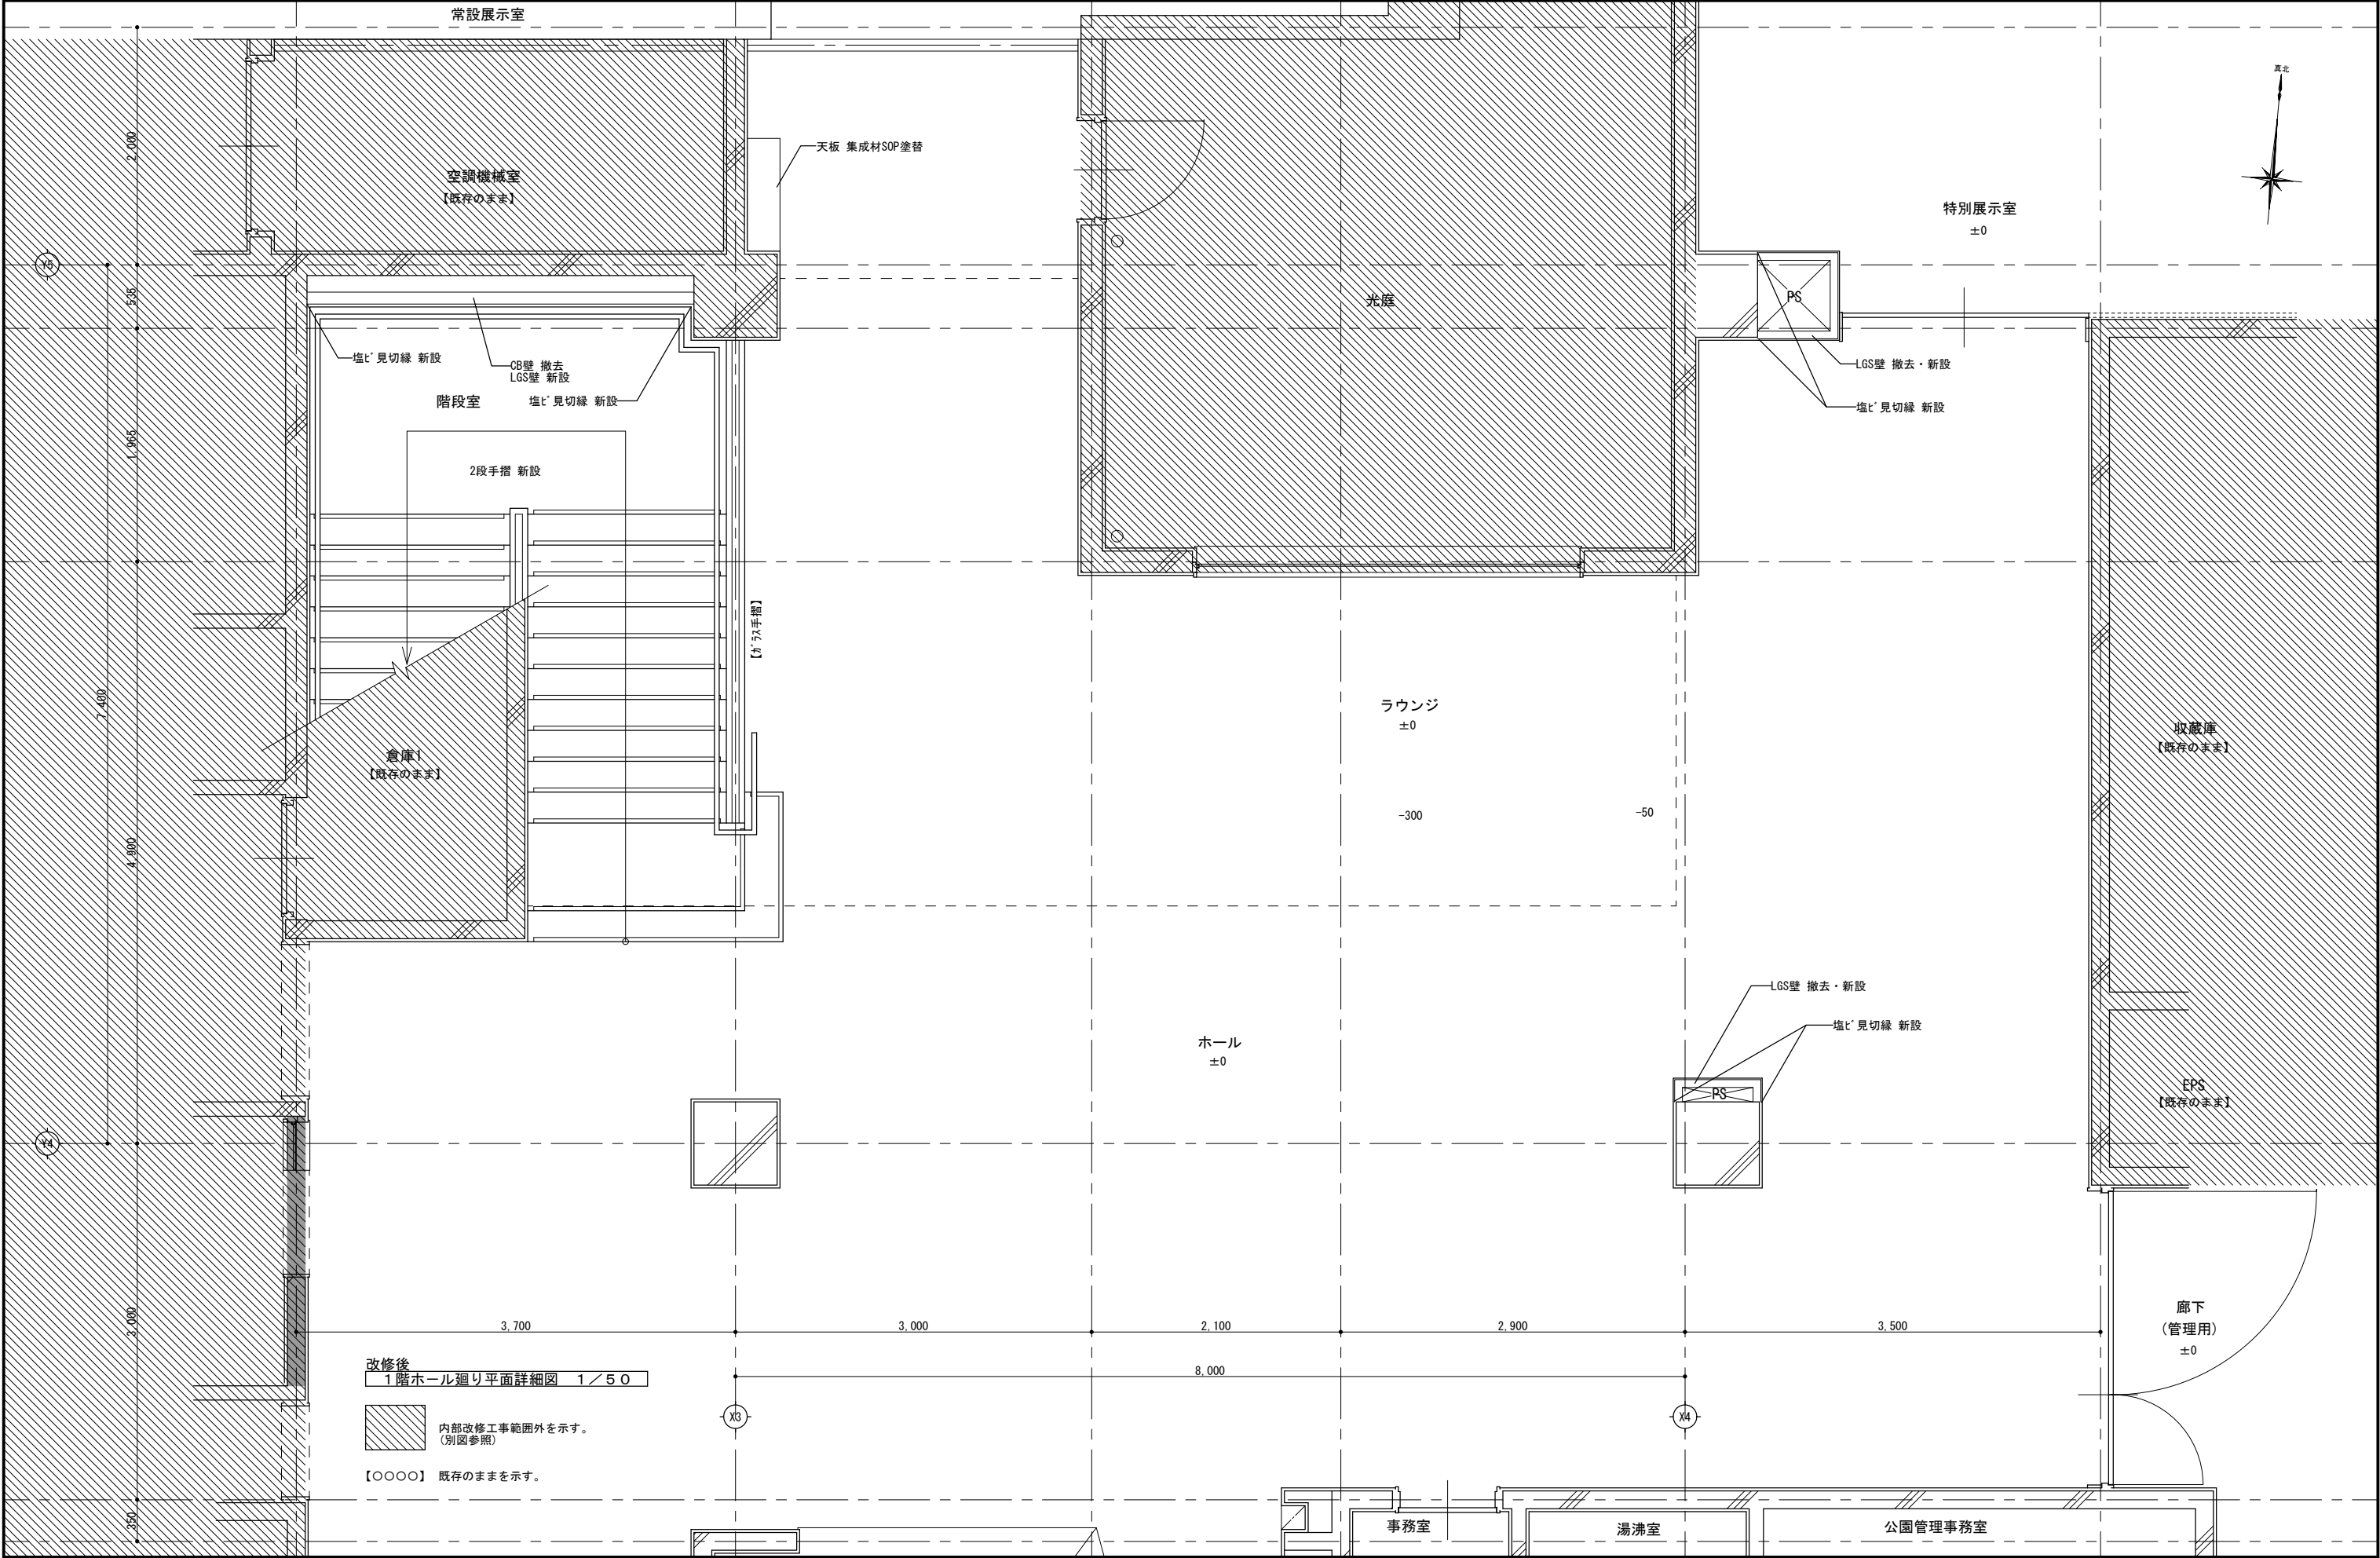 常設展示室
真北
2,000
天板 集成材SOP塗替
空調機械室
【既存のまま】
特別展示室
±0
Y5
535
PS
光庭
塩ビ見切縁 新設
CB壁 撤去
LGS壁 新設
LGS壁 撤去・新設
階段室
塩ビ見切縁 新設
塩ビ見切縁 新設
1,965
2段手摺 新設
【ガラス手摺】
7,400
ラウンジ
±0
収蔵庫
【既存のまま】
倉庫1
【既存のまま】
-300
-50
4,900
LGS壁 撤去・新設
塩ビ見切縁 新設
ホール
±0
EPS
【既存のまま】
PS
Y4
廊下
(管理用)
±0
3,000
3,700
3,000
2,100
2,900
3,500
改修後
1階ホール廻り平面詳細図 1/50
8,000
X3
X4
内部改修工事範囲外を示す。
(別図参照)
【○○○○】 既存のままを示す。
350
事務室
湯沸室
公園管理事務室